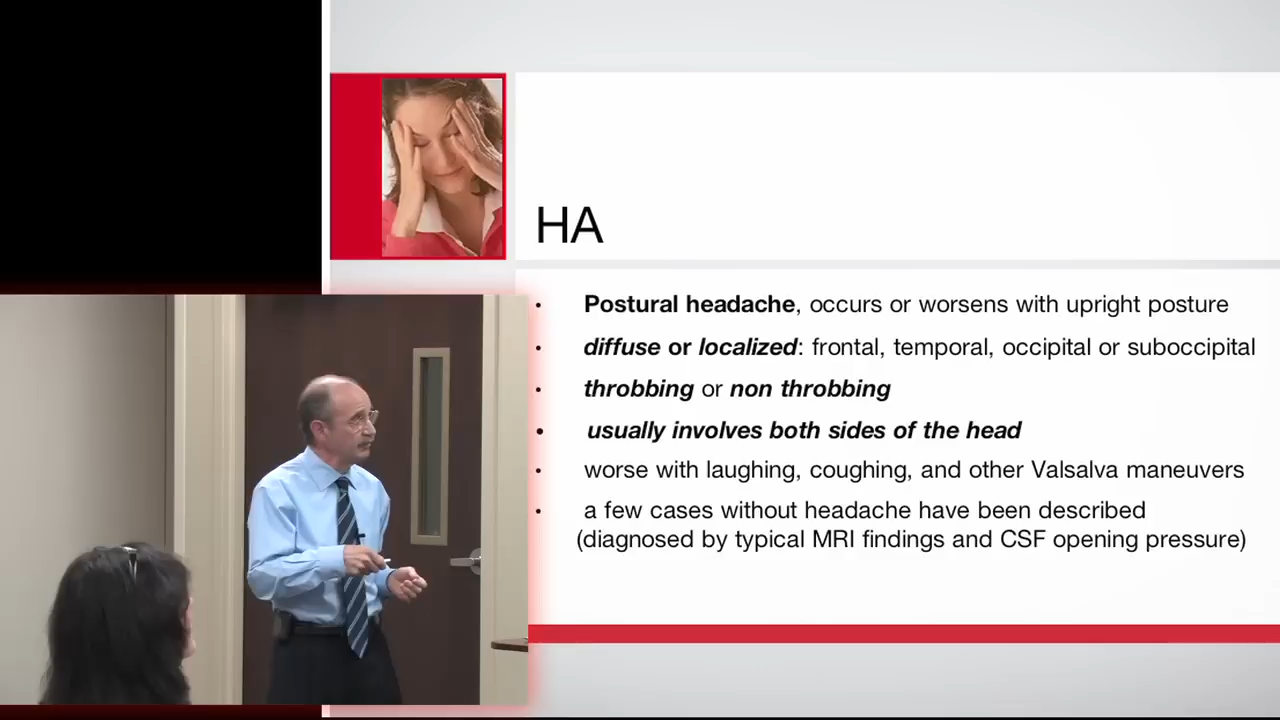 HA
• Postural headache, occurs or worsens with upright posture
• diffuse or localized: frontal, temporal, occipital or suboccipital
• throbbing or non throbbing
• usually involves both sides of the head
• worse with laughing, coughing, and other Valsalva maneuvers
• a few cases without headache have been described
(diagnosed by typical MRI findings and CSF opening pressure)